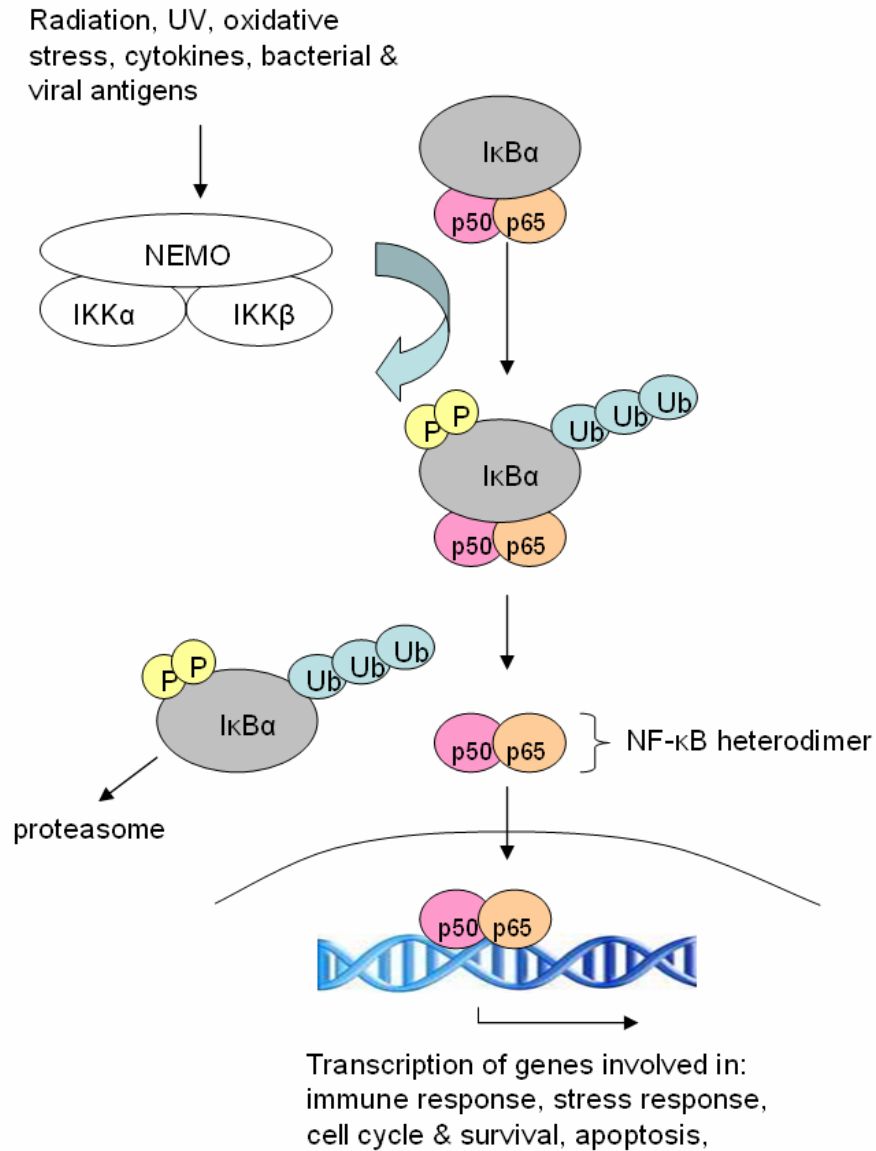 Radiation, UV, oxidative
stress, cytokines, bacterial &
viral antigens
IκBα
p50 p65
NEMO
IKKα IKKβ
P P Ub Ub Ub
IκBα
p50 p65
P P Ub Ub Ub
IκBα
p50 p65 NF-κB heterodimer
proteasome
p50 p65
Transcription of genes involved in:
immune response, stress response,
cell cycle & survival, apoptosis,